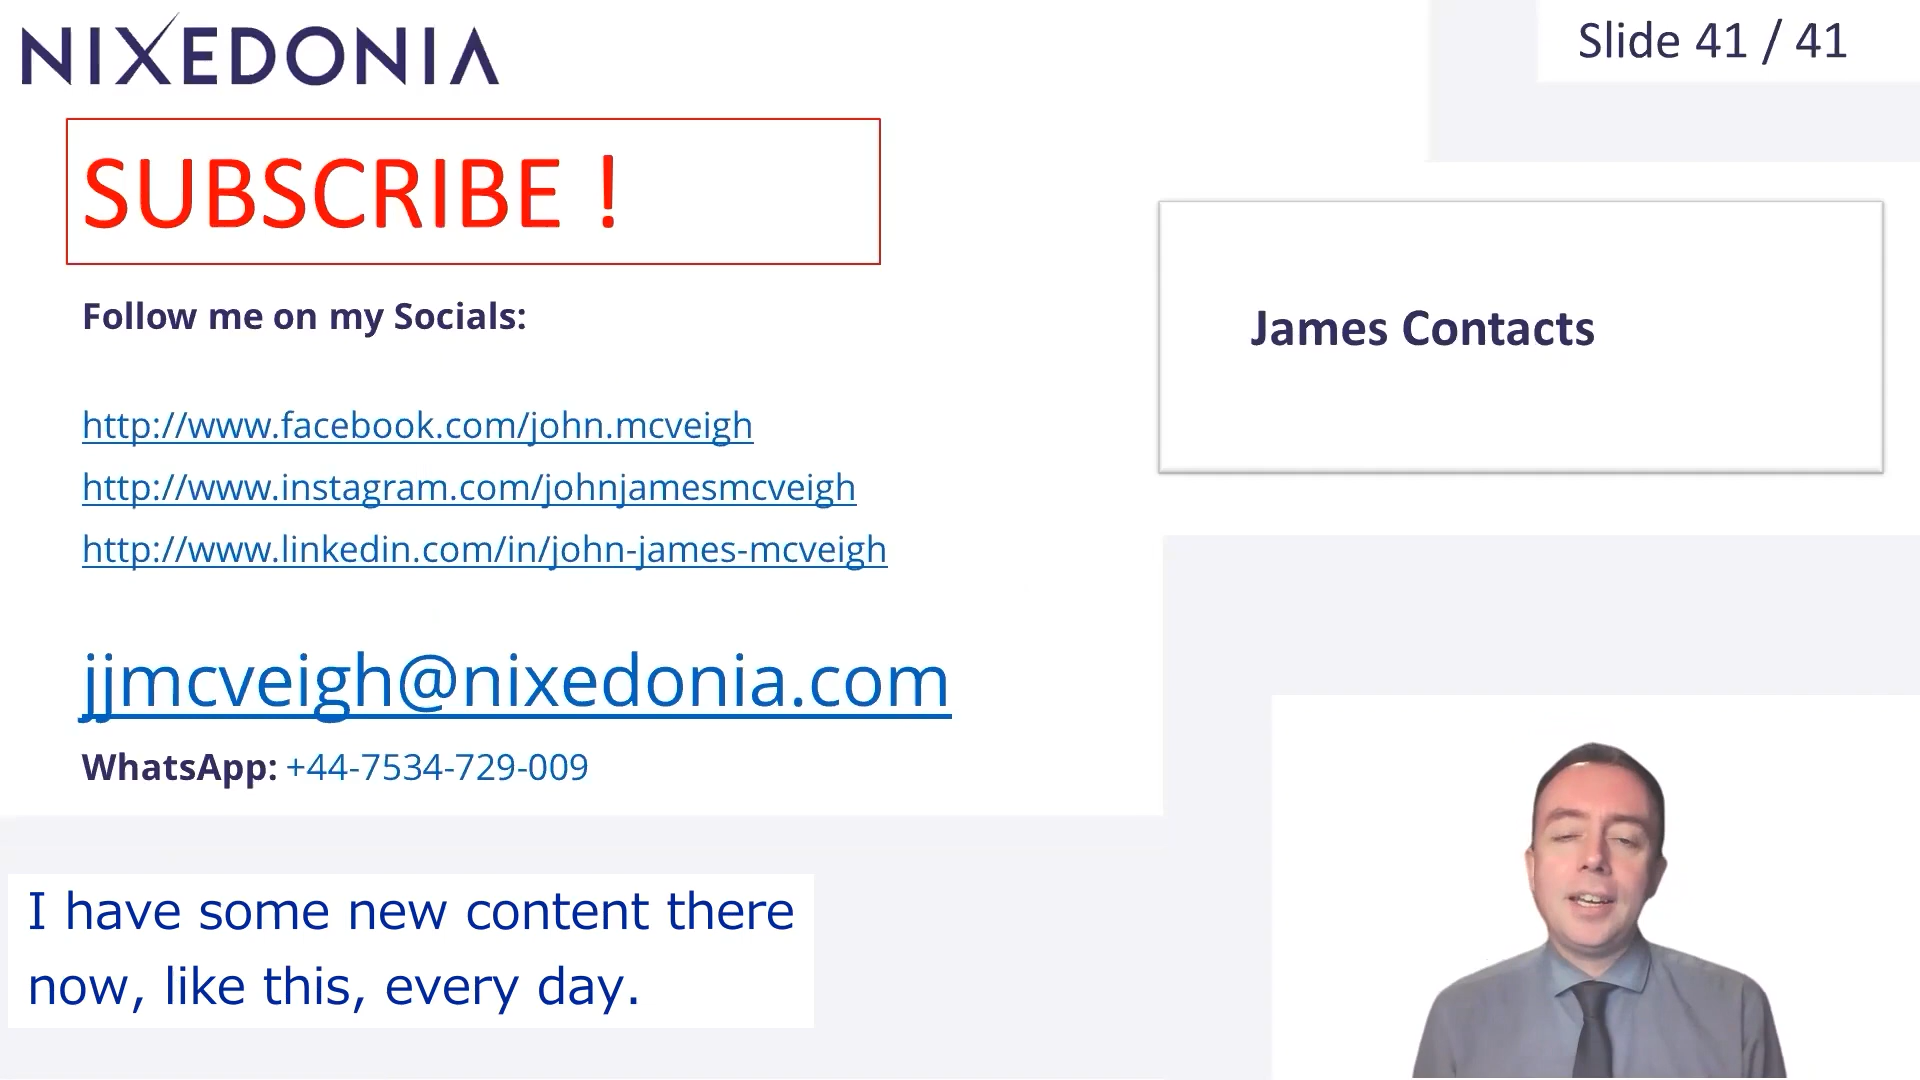 NIXEDONIA
Slide 41 / 41
SUBSCRIBE !
Follow me on my Socials:
http://www.facebook.com/john.mcveigh
http://www.instagram.com/johnjamesmcveigh
http://www.linkedin.com/in/john-james-mcveigh
jjmcveigh@nixedonia.com
WhatsApp: +44-7534-729-009
James Contacts
I have some new content there
now, like this, every day.